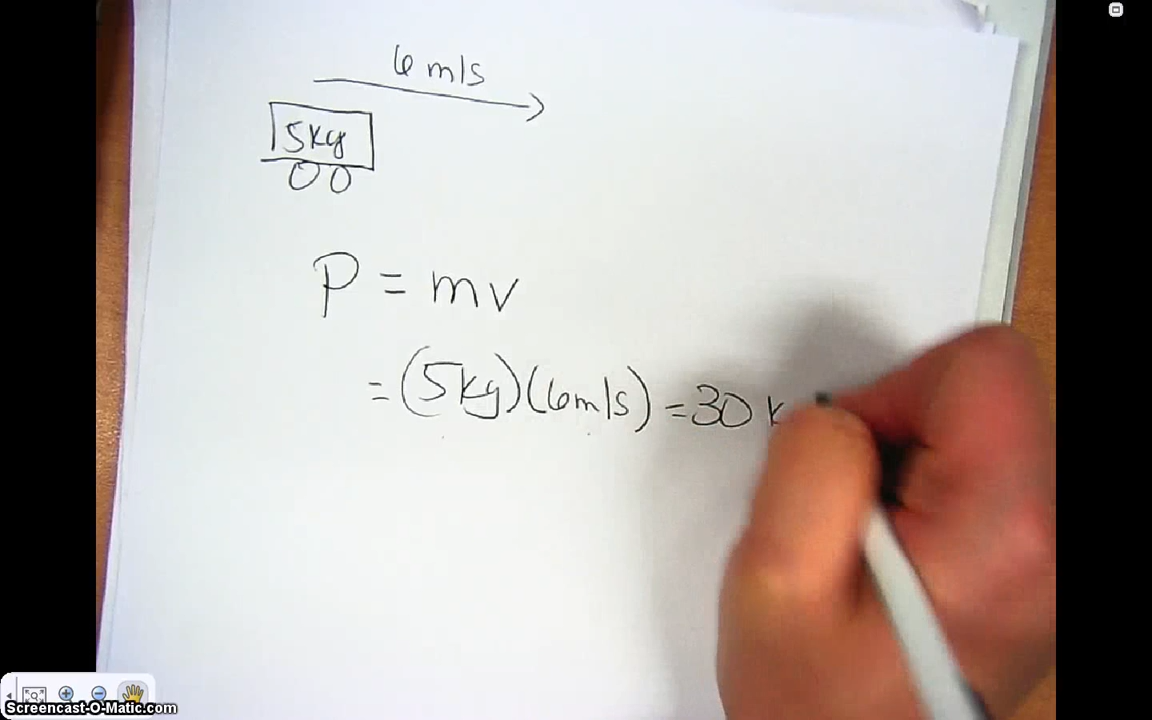 6 m/s
5kg
P = mv
= (5kg)(6m/s) = 30 k
Screencast-O-Matic.com